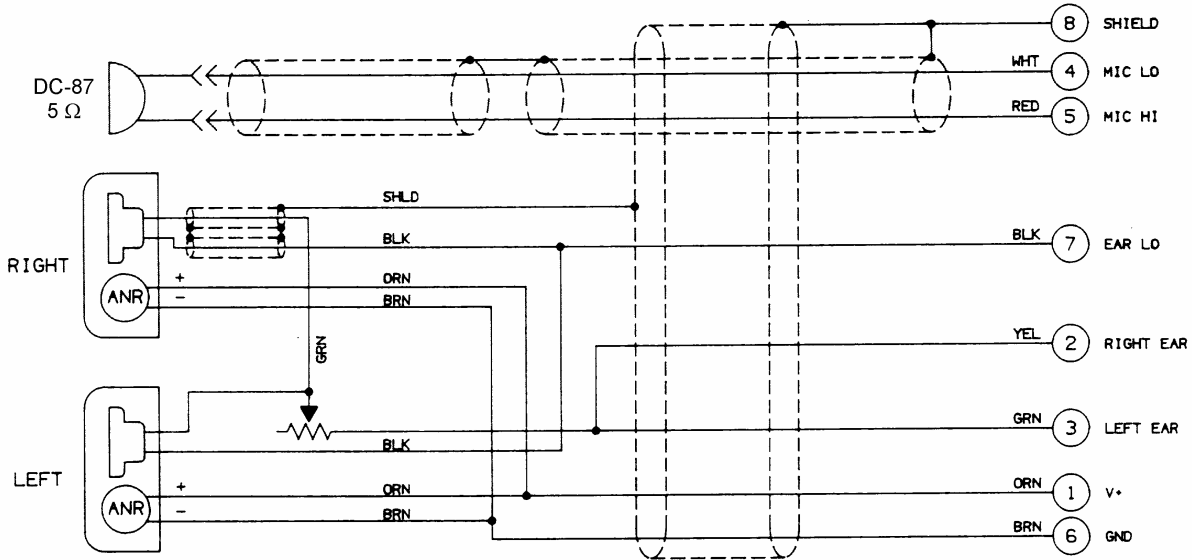 8 SHIELD
DC-87
5 Ω
WHT 4 MIC LO
RED 5 MIC HI
SHLD
BLK
BLK 7 EAR LO
RIGHT
ANR
+
-
ORN
BRN
GRN
YEL 2 RIGHT EAR
GRN 3 LEFT EAR
BLK
LEFT
ANR
+
-
ORN
BRN
ORN 1 V+
BRN 6 GND